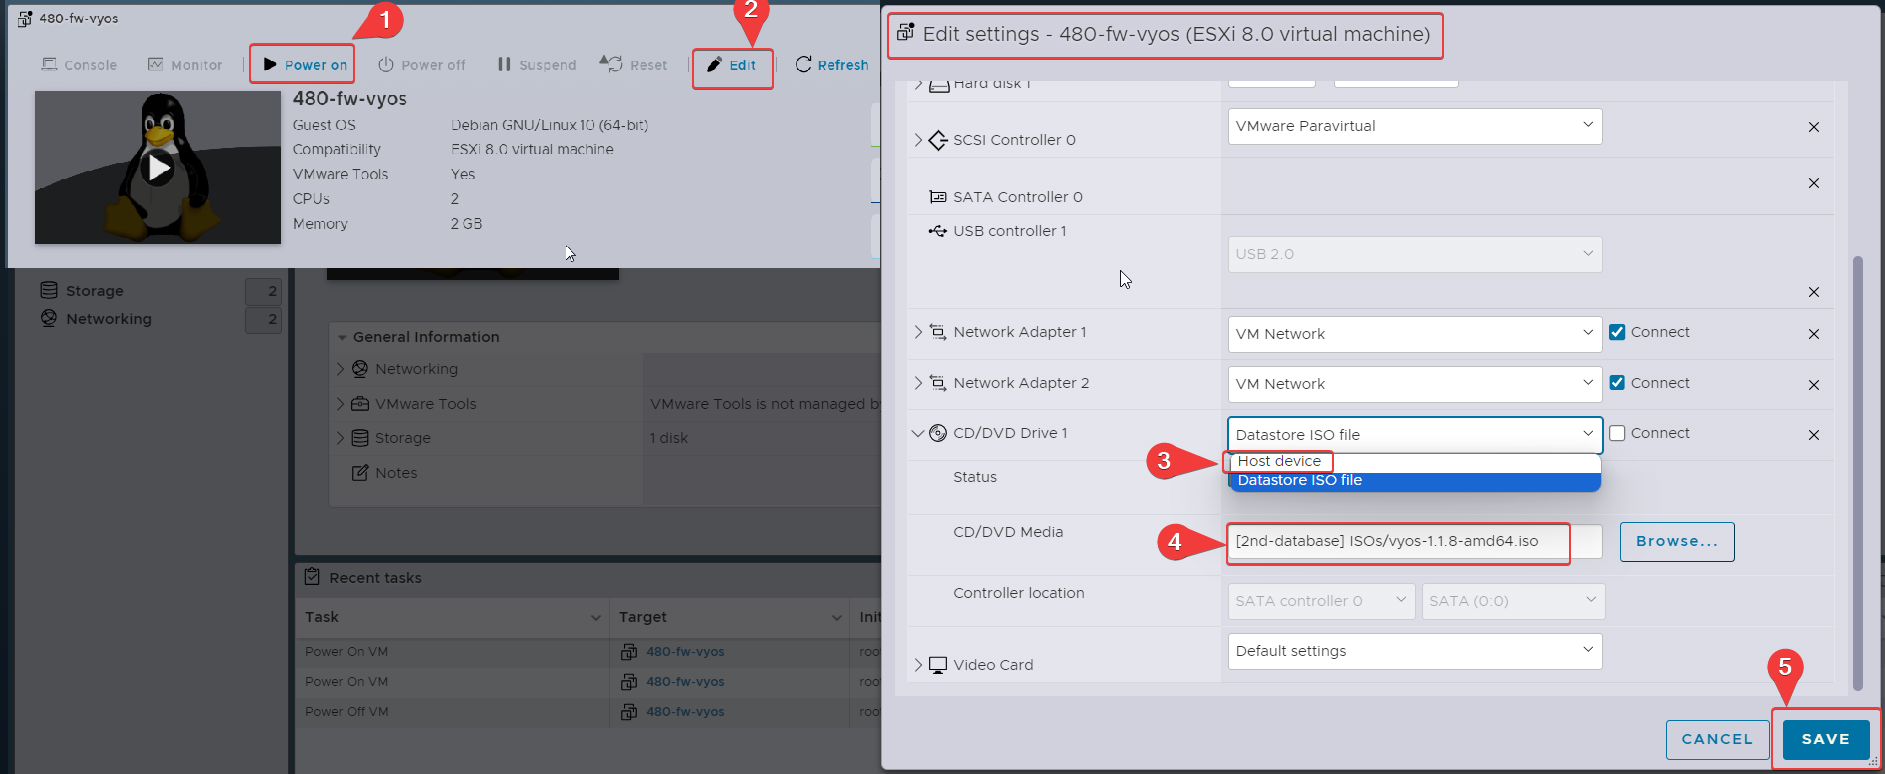 480-fw-vyos
1
2
Console
Monitor
Power on
Power off
Suspend
Reset
Edit
Refresh
480-fw-vyos
Guest OS Debian GNU/Linux 10 (64-bit)
Compatibility ESXi 8.0 virtual machine
VMware Tools Yes
CPUs 2
Memory 2 GB
Storage 2
Networking 2
General Information
Networking
VMware Tools VMware Tools is not managed by
Storage 1 disk
Notes
Recent tasks
Task Target Init
Power On VM 480-fw-vyos roo
Power On VM 480-fw-vyos roo
Power Off VM 480-fw-vyos roo
Edit settings - 480-fw-vyos (ESXi 8.0 virtual machine)
Hard disk 1
SCSI Controller 0 VMware Paravirtual
SATA Controller 0
USB controller 1
USB 2.0
Network Adapter 1 VM Network Connect
Network Adapter 2 VM Network Connect
CD/DVD Drive 1 Datastore ISO file Connect
3
Host device
Status
Datastore ISO file
CD/DVD Media
4
[2nd-database] ISOs/vyos-1.1.8-amd64.iso
Browse...
Controller location SATA controller 0 SATA (0:0)
Video Card Default settings
5
CANCEL
SAVE